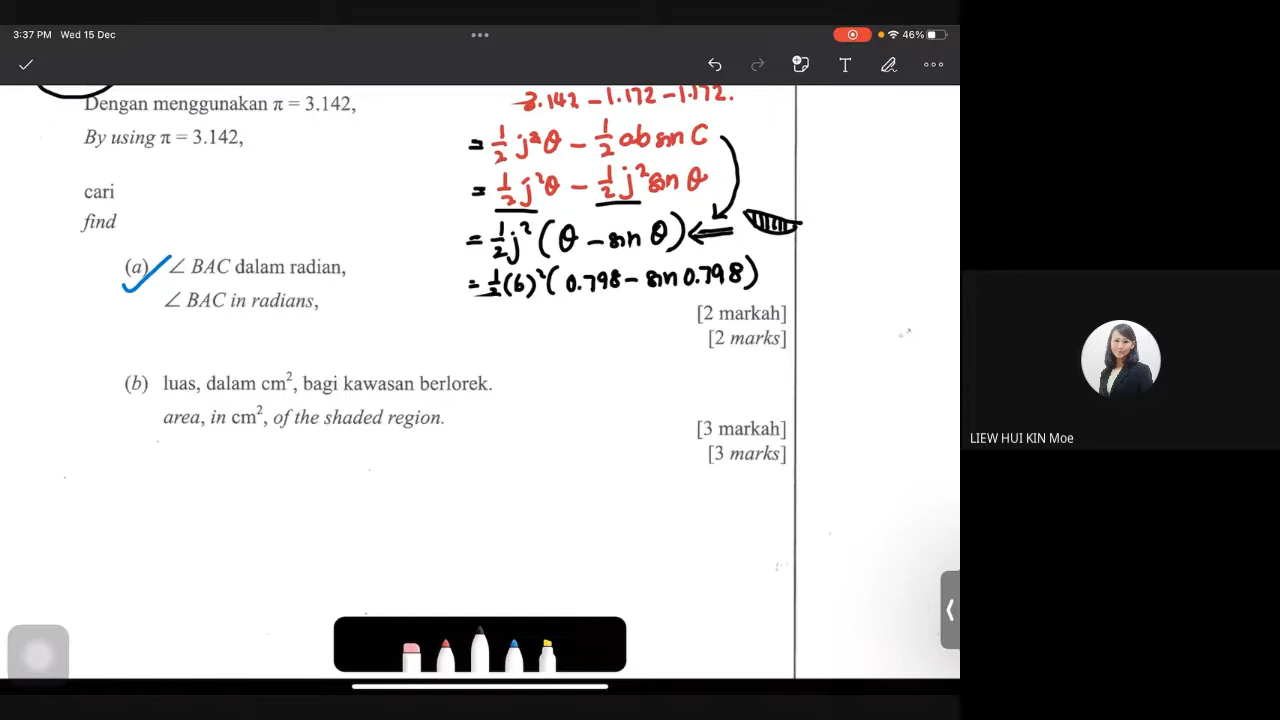 3:37 PM Wed 15 Dec
46%
Dengan menggunakan π = 3.142,
By using π = 3.142,
cari
find
(a) ∠ BAC dalam radian,
∠ BAC in radians,
3.142 – 1.172 – 1.172.
= 1/2 j²θ – 1/2 ab sin C
= 1/2 j²θ – 1/2 j² sin θ
= 1/2 j² (θ – sin θ)
= 1/2 (6)² (0.798 – sin 0.798)
[2 markah]
[2 marks]
(b) luas, dalam cm², bagi kawasan berlorek.
area, in cm², of the shaded region.
[3 markah]
[3 marks]
LIEW HUI KIN Moe